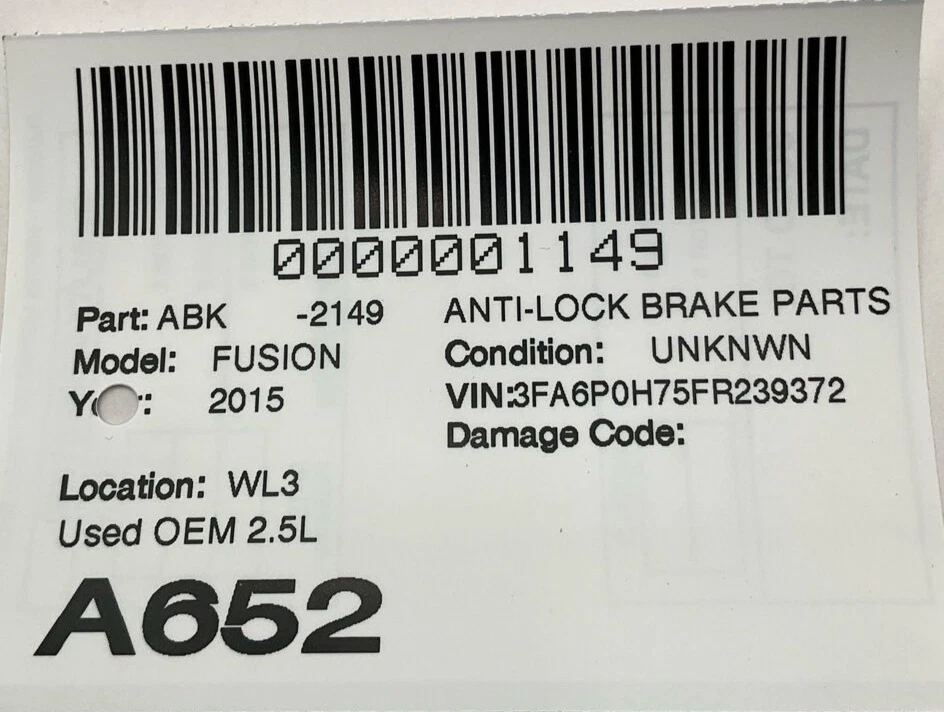 0000001149
Part: ABK -2149 ANTI-LOCK BRAKE PARTS
Model: FUSION Condition: UNKNWN
2015 VIN:3FA6P0H75FR239372
Damage Code:
Location: WL3
Used OEM 2.5L
A652